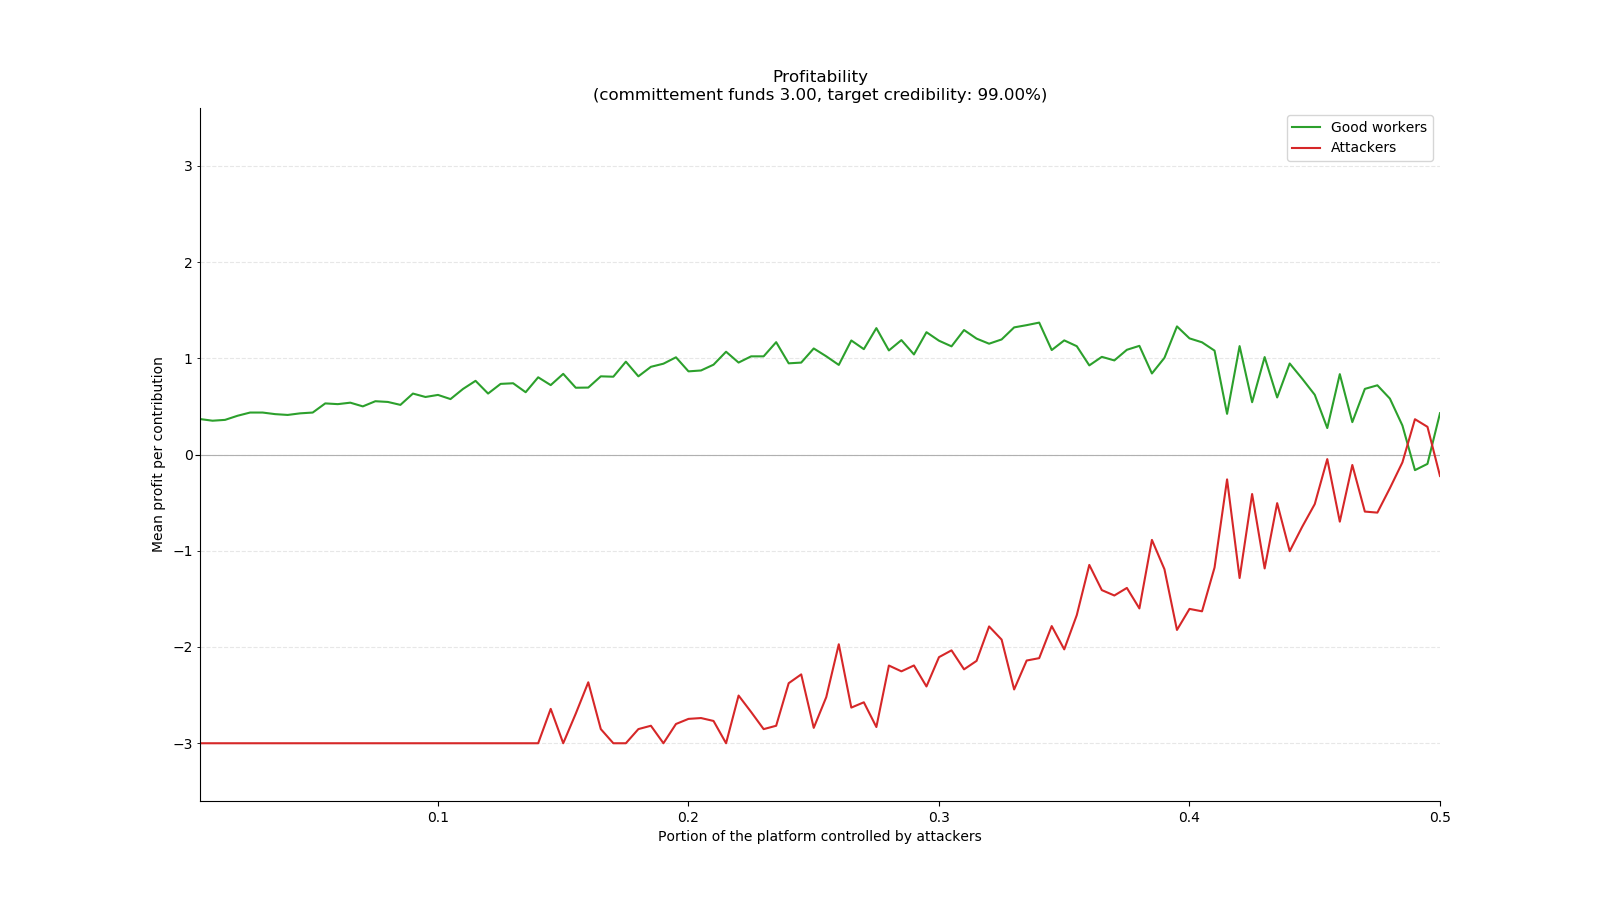 Profitability
(committement funds 3.00, target credibility: 99.00%)
Good workers
Attackers
3
2
1
0
−1
−2
−3
Mean profit per contribution
0.1
0.2
0.3
0.4
0.5
Portion of the platform controlled by attackers